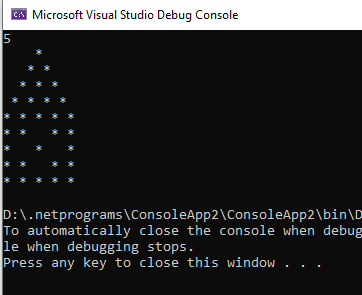 Microsoft Visual Studio Debug Console
5
    *
   * *
  * * *
 * * * *
* * * * *
* *   * *
*   *   *
* *   * *
* * * * *
D:\.netprograms\ConsoleApp2\ConsoleApp2\bin\D
To automatically close the console when debug
le when debugging stops.
Press any key to close this window . . .